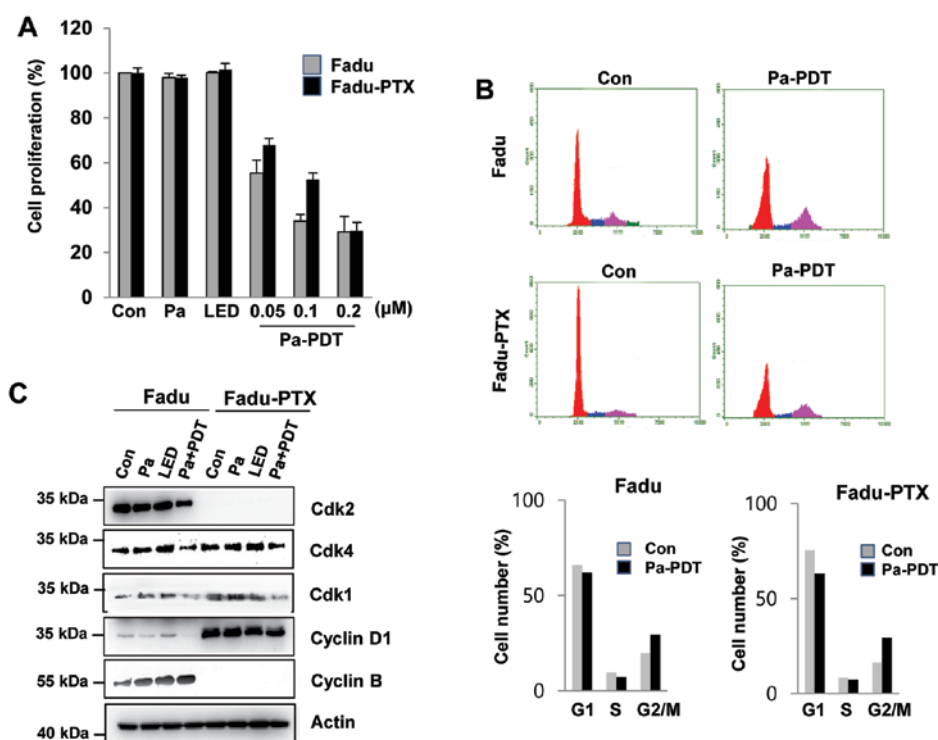 A
Cell proliferation (%)
120
100
80
60
40
20
0
Fadu
Fadu-PTX
Con Pa LED 0.05 0.1 0.2 (µM)
Pa-PDT
B
Con Pa-PDT
Fadu
Con Pa-PDT
Fadu-PTX
Fadu
Cell number (%)
100
50
0
Con
Pa-PDT
G1 S G2/M
Fadu-PTX
Cell number (%)
100
50
0
Con
Pa-PDT
G1 S G2/M
C
Fadu Fadu-PTX
Con Pa LED Pa+PDT Con Pa LED Pa+PDT
35 kDa Cdk2
35 kDa Cdk4
Cdk1
35 kDa Cyclin D1
55 kDa Cyclin B
40 kDa Actin